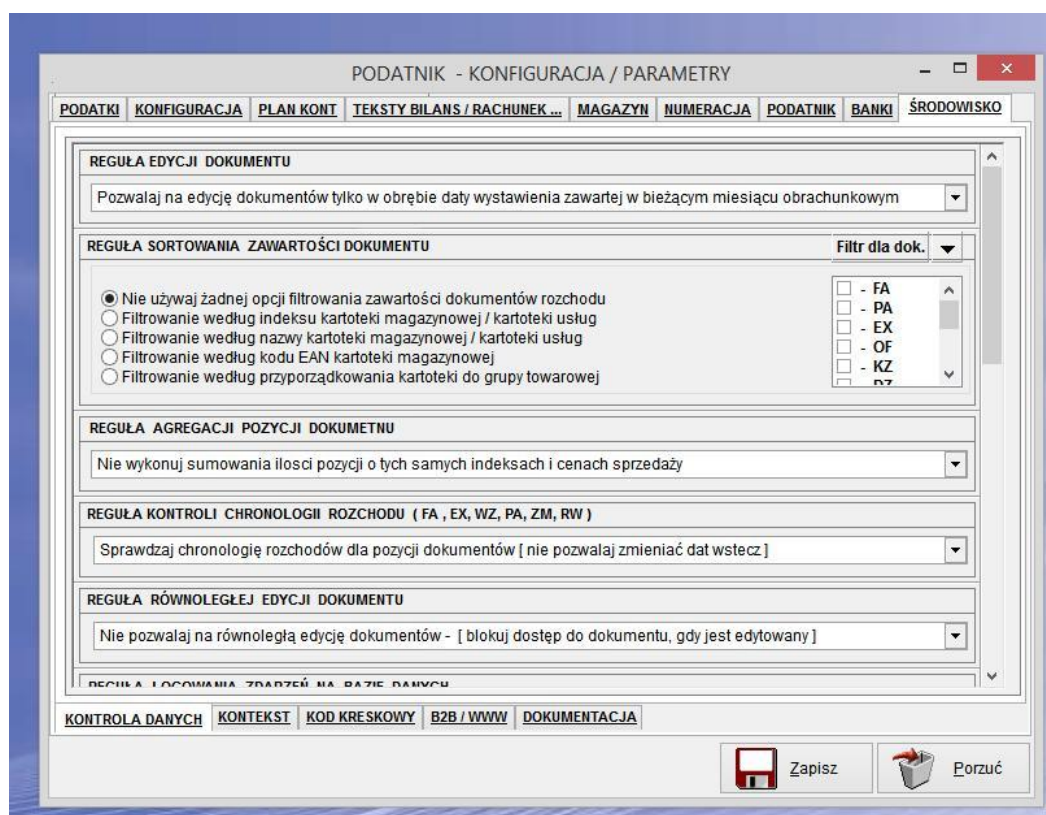 PODATNIK - KONFIGURACJA / PARAMETRY
PODATKI KONFIGURACJA PLAN KONT TEKSTY BILANS / RACHUNEK ... MAGAZYN NUMERACJA PODATNIK BANKI ŚRODOWISKO
REGUŁA EDYCJI DOKUMENTU
Pozwalaj na edycję dokumentów tylko w obrębie daty wystawienia zawartej w bieżącym miesiącu obrachunkowym
REGUŁA SORTOWANIA ZAWARTOŚCI DOKUMENTU
Filtr dla dok.
Nie używaj żadnej opcji filtrowania zawartości dokumentów rozchodu
Filtrowanie według indeksu kartoteki magazynowej / kartoteki usług
Filtrowanie według nazwy kartoteki magazynowej / kartoteki usług
Filtrowanie według kodu EAN kartoteki magazynowej
Filtrowanie według przyporządkowania kartoteki do grupy towarowej
- FA
- PA
- EX
- OF
- KZ
REGUŁA AGREGACJI POZYCJI DOKUMETNU
Nie wykonuj sumowania ilosci pozycji o tych samych indeksach i cenach sprzedaży
REGUŁA KONTROLI CHRONOLOGII ROZCHODU ( FA , EX, WZ, PA, ZM, RW )
Sprawdzaj chronologię rozchodów dla pozycji dokumentów [ nie pozwalaj zmieniać dat wstecz ]
REGUŁA RÓWNOLEGŁEJ EDYCJI DOKUMENTU
Nie pozwalaj na równoległą edycję dokumentów - [ blokuj dostęp do dokumentu, gdy jest edytowany ]
REGUŁA LOGOWANIA ZDARZEŃ NA BAZIE DANYCH
KONTROLA DANYCH KONTEKST KOD KRESKOWY B2B / WWW DOKUMENTACJA
Zapisz
Porzuć